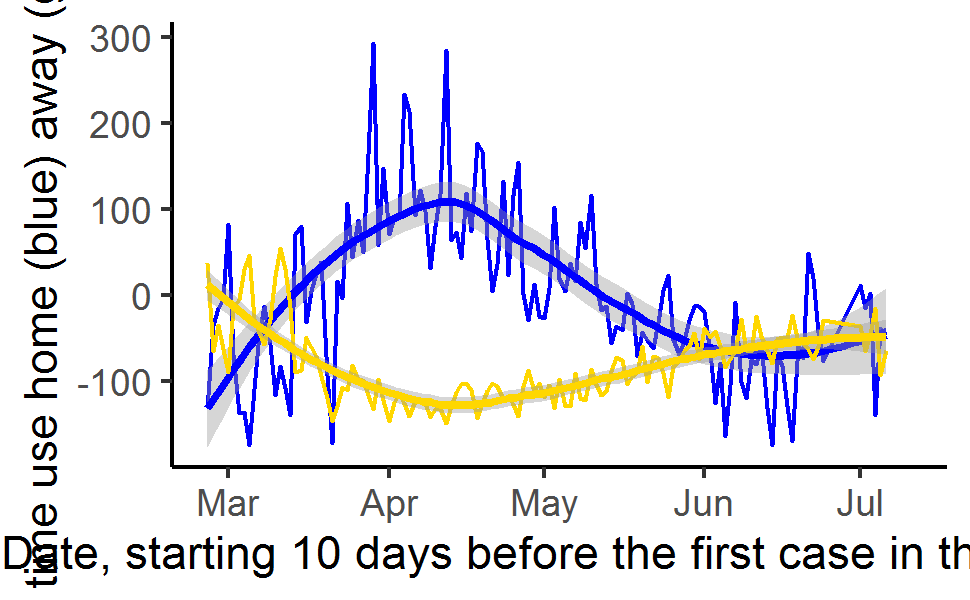 time use home (blue) away (
300
200
100
0
-100
Mar Apr May Jun Jul
Date, starting 10 days before the first case in th